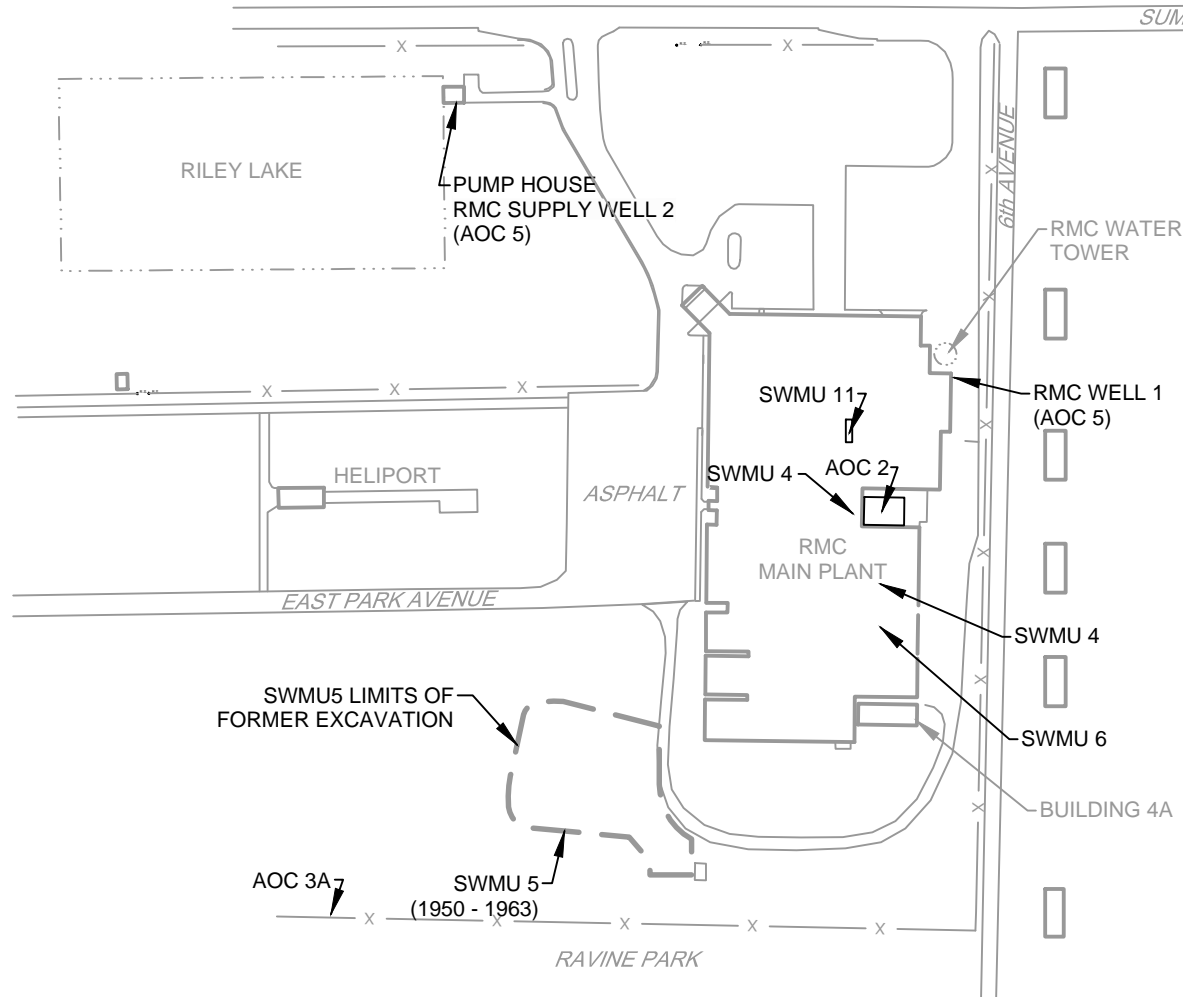 SUM
X
X
6th AVENUE
X
RILEY LAKE
PUMP HOUSE
RMC SUPPLY WELL 2
(AOC 5)
RMC WATER
TOWER
X
X
X
X
RMC WELL 1
(AOC 5)
SWMU 11
X
SWMU 4
AOC 2
HELIPORT
ASPHALT
RMC
MAIN PLANT
X
EAST PARK AVENUE
SWMU 4
X
SWMU5 LIMITS OF
FORMER EXCAVATION
SWMU 6
X
BUILDING 4A
AOC 3A
SWMU 5
(1950 - 1963)
X
X
X
X
X
RAVINE PARK